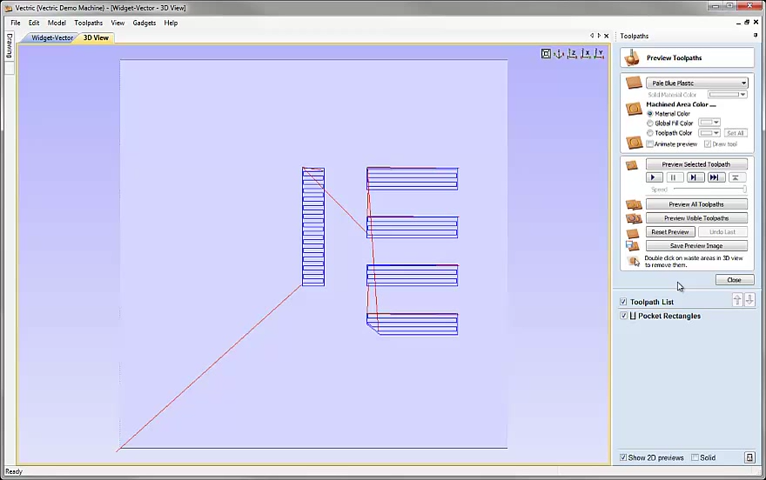 Vectric {Vectric Demo Machine} - [Widget-Vector - 3D View]
File Edit Model Toolpaths View Gadgets Help
Drawing
Widget-Vector 3D View
Toolpaths
Preview Toolpaths
Pale Blue Plastic
Solid Material Color
Machined Area Color
Material Color
Global Fill Color
Toolpath Color Set All
Animate preview Draw tool
Preview Selected Toolpath
Speed
Preview All Toolpaths
Preview Visible Toolpaths
Reset Preview Undo Last
Save Preview Image
Double click on waste areas in 3D view
to remove them.
Close
Toolpath List
Pocket Rectangles
Show 2D previews Solid
Ready